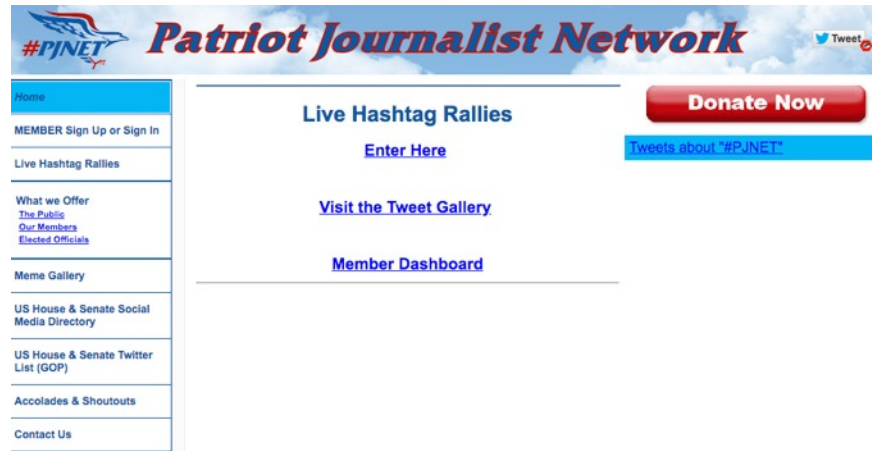 #PJNET
Patriot Journalist Network
Tweet
Home
MEMBER Sign Up or Sign In
Live Hashtag Rallies
What we Offer
The Public
Our Members
Elected Officials
Meme Gallery
US House & Senate Social
Media Directory
US House & Senate Twitter
List (GOP)
Accolades & Shoutouts
Contact Us
Live Hashtag Rallies
Enter Here
Visit the Tweet Gallery
Member Dashboard
Donate Now
Tweets about "#PJNET"